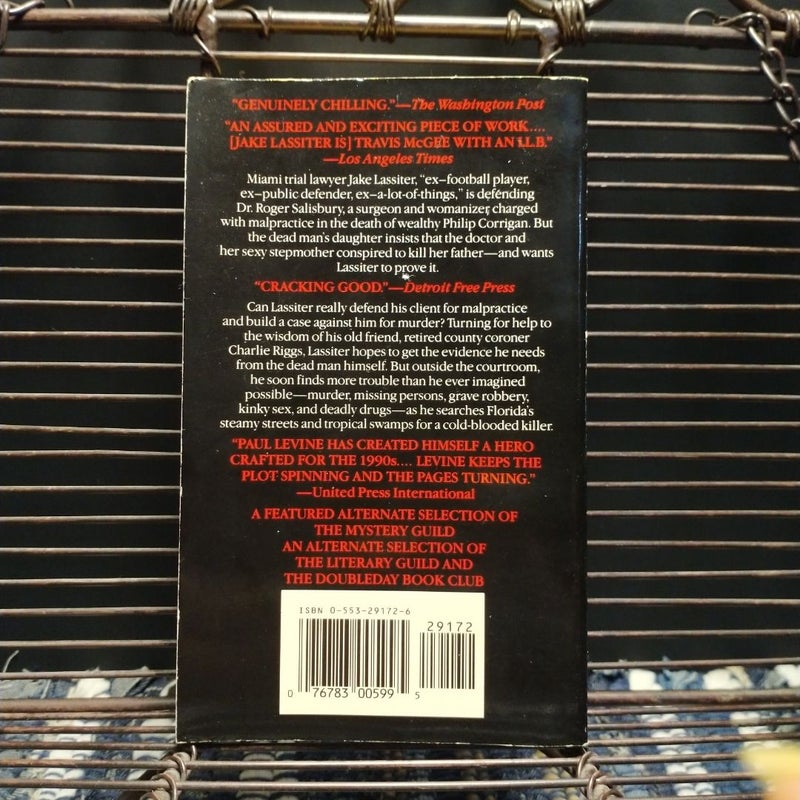 "GENUINELY CHILLING."—The Washington Post
"AN ASSURED AND EXCITING PIECE OF WORK....
[JAKE LASSITER IS] TRAVIS McGEE WITH AN LL.B."
—Los Angeles Times
Miami trial lawyer Jake Lassiter, "ex–football player,
ex–public defender, ex–a-lot-of-things," is defending
Dr. Roger Salisbury, a surgeon and womanizer, charged
with malpractice in the death of wealthy Philip Corrigan. But
the dead man's daughter insists that the doctor and
her sexy stepmother conspired to kill her father—and wants
Lassiter to prove it.
"CRACKING GOOD."—Detroit Free Press
Can Lassiter really defend his client for malpractice
and build a case against him for murder? Turning for help to
the wisdom of his old friend, retired county coroner
Charlie Riggs, Lassiter hopes to get the evidence he needs
from the dead man himself. But outside the courtroom,
he soon finds more trouble than he ever imagined
possible—murder, missing persons, grave robbery,
kinky sex, and deadly drugs—as he searches Florida's
steamy streets and tropical swamps for a cold-blooded killer.
"PAUL LEVINE HAS CREATED HIMSELF A HERO
CRAFTED FOR THE 1990s.... LEVINE KEEPS THE
PLOT SPINNING AND THE PAGES TURNING."
—United Press International
A FEATURED ALTERNATE SELECTION OF
THE MYSTERY GUILD
AN ALTERNATE SELECTION OF
THE LITERARY GUILD AND
THE DOUBLEDAY BOOK CLUB
ISBN 0-553-29172-6
29172
0 76783 00599 5